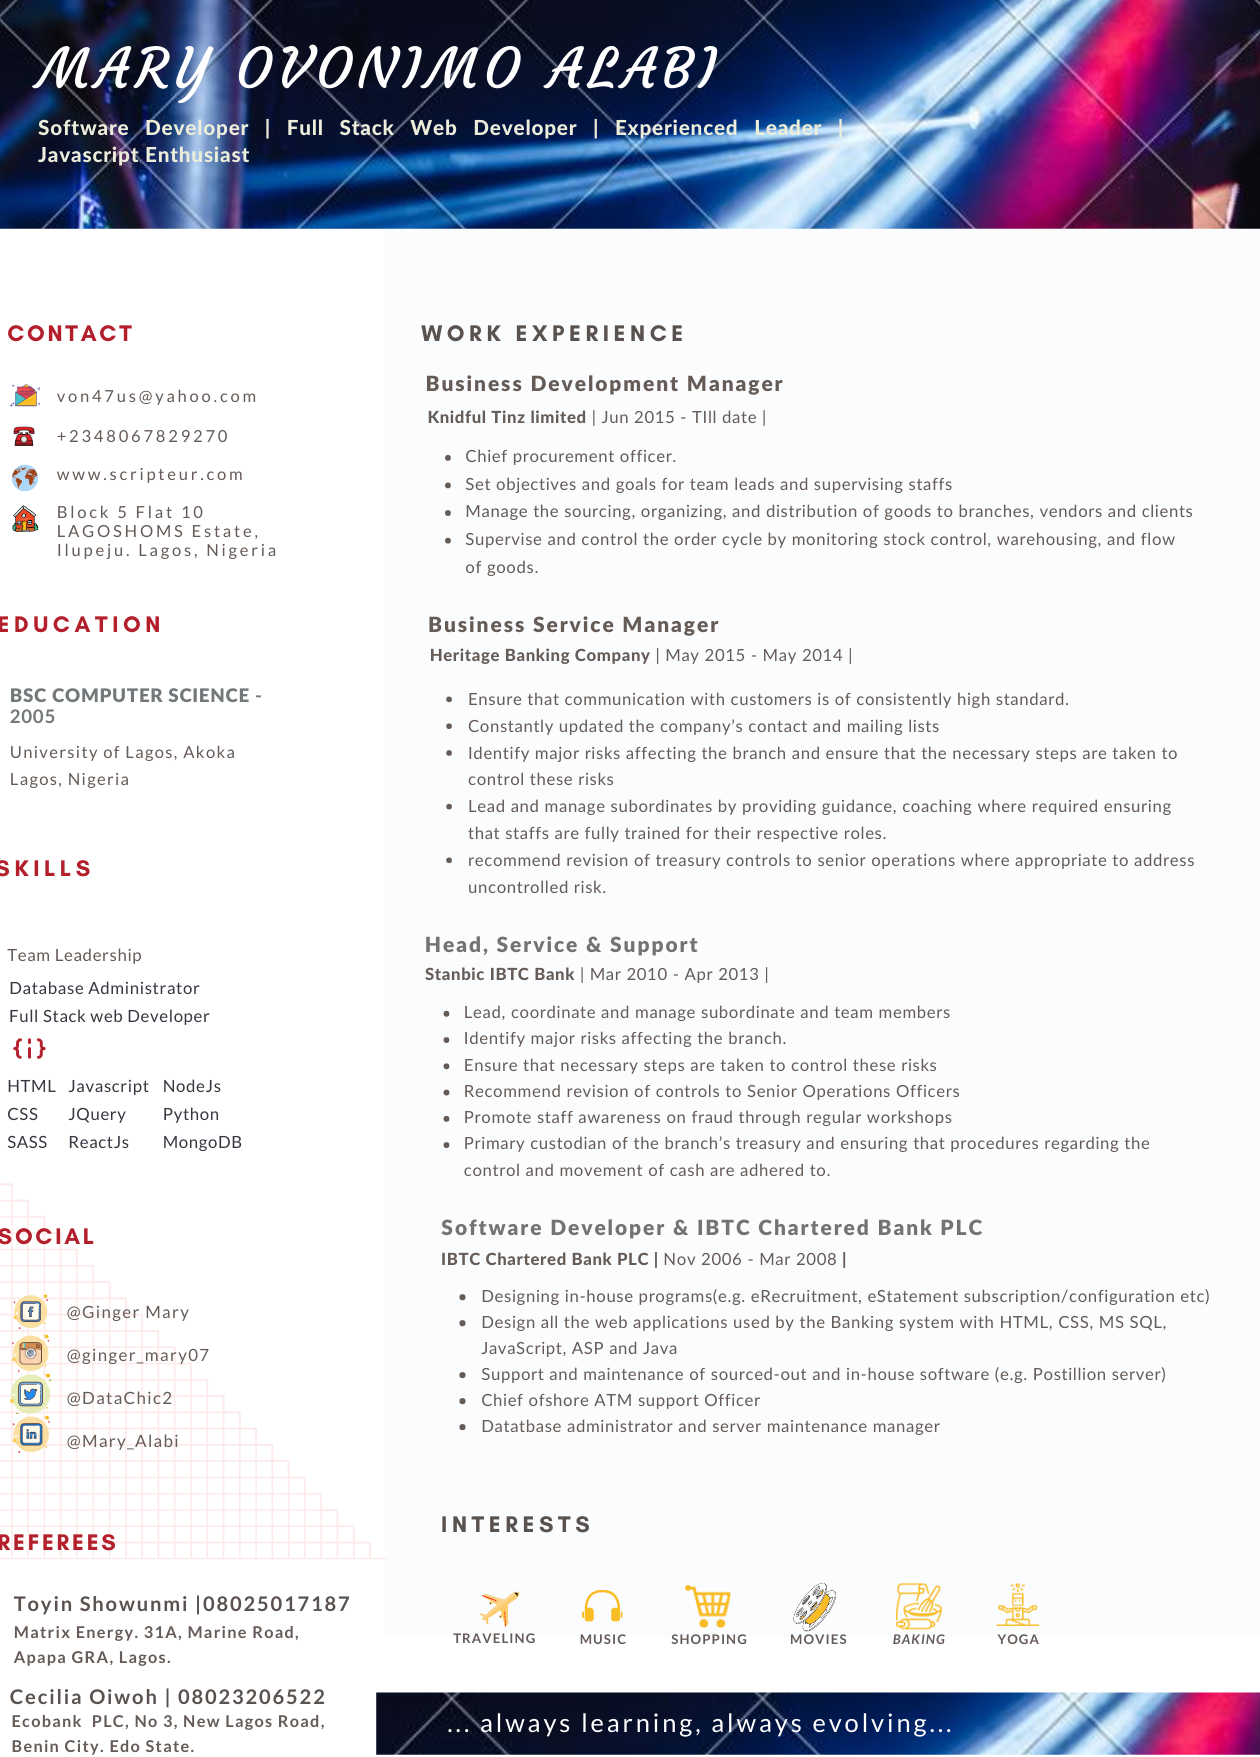 MARY OVONIMO ALABI
Software Developer | Full Stack Web Developer | Experienced Leader |
Javascript Enthusiast
CONTACT
von47us@yahoo.com
+2348067829270
www.scripteur.com
Block 5 Flat 10
LAGOSHOMS Estate,
Ilupeju. Lagos, Nigeria
EDUCATION
BSC COMPUTER SCIENCE -
2005
University of Lagos, Akoka
Lagos, Nigeria
SKILLS
Team Leadership
Database Administrator
Full Stack web Developer
HTML Javascript NodeJs
CSS JQuery Python
SASS ReactJs MongoDB
SOCIAL
@Ginger Mary
@ginger_mary07
@DataChic2
@Mary_Alabi
REFEREES
Toyin Showunmi |08025017187
Matrix Energy. 31A, Marine Road,
Apapa GRA, Lagos.
Cecilia Oiwoh | 08023206522
Ecobank PLC, No 3, New Lagos Road,
Benin City. Edo State.
WORK EXPERIENCE
Business Development Manager
Knidful Tinz limited | Jun 2015 - TIll date |
• Chief procurement officer.
• Set objectives and goals for team leads and supervising staffs
• Manage the sourcing, organizing, and distribution of goods to branches, vendors and clients
• Supervise and control the order cycle by monitoring stock control, warehousing, and flow
of goods.
Business Service Manager
Heritage Banking Company | May 2015 - May 2014 |
• Ensure that communication with customers is of consistently high standard.
• Constantly updated the company's contact and mailing lists
• Identify major risks affecting the branch and ensure that the necessary steps are taken to
control these risks
• Lead and manage subordinates by providing guidance, coaching where required ensuring
that staffs are fully trained for their respective roles.
• recommend revision of treasury controls to senior operations where appropriate to address
uncontrolled risk.
Head, Service & Support
Stanbic IBTC Bank | Mar 2010 - Apr 2013 |
• Lead, coordinate and manage subordinate and team members
• Identify major risks affecting the branch.
• Ensure that necessary steps are taken to control these risks
• Recommend revision of controls to Senior Operations Officers
• Promote staff awareness on fraud through regular workshops
• Primary custodian of the branch's treasury and ensuring that procedures regarding the
control and movement of cash are adhered to.
Software Developer & IBTC Chartered Bank PLC
IBTC Chartered Bank PLC | Nov 2006 - Mar 2008 |
• Designing in-house programs(e.g. eRecruitment, eStatement subscription/configuration etc)
• Design all the web applications used by the Banking system with HTML, CSS, MS SQL,
JavaScript, ASP and Java
• Support and maintenance of sourced-out and in-house software (e.g. Postillion server)
• Chief ofshore ATM support Officer
• Datatbase administrator and server maintenance manager
INTERESTS
TRAVELING MUSIC SHOPPING MOVIES BAKING YOGA
... always learning, always evolving...